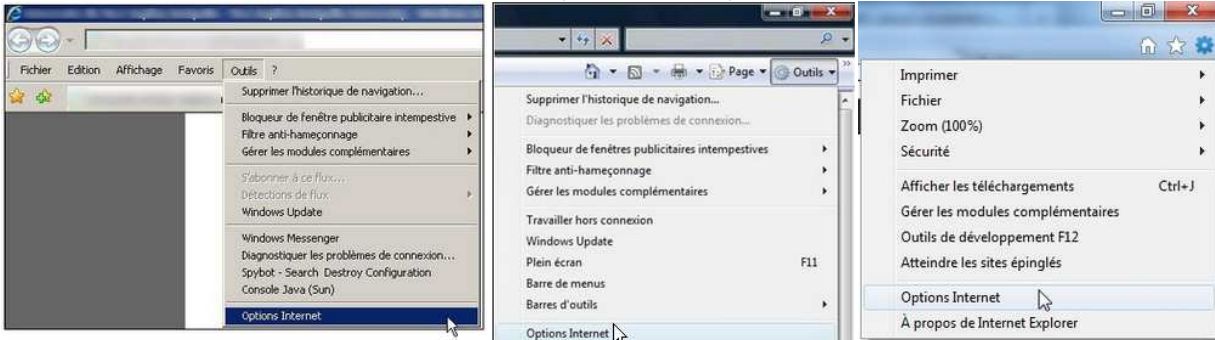 Fichier Edition Affichage Favoris Outils ?
Supprimer l'historique de navigation...
Bloqueur de fenêtre publicitaire intempestive
Filtre anti-hameçonnage
Gérer les modules complémentaires
S'abonner à ce flux...
Détections de flux
Windows Update
Windows Messenger
Diagnostiquer les problèmes de connexion...
Spybot - Search Destroy Configuration
Console Java (Sun)
Options Internet
Page Outils
Supprimer l'historique de navigation...
Diagnostiquer les problèmes de connexion...
Bloqueur de fenêtres publicitaires intempestives
Filtre anti-hameçonnage
Gérer les modules complémentaires
Travailler hors connexion
Windows Update
Plein écran F11
Barre de menus
Barres d'outils
Options Internet
Imprimer
Fichier
Zoom (100%)
Sécurité
Afficher les téléchargements Ctrl+J
Gérer les modules complémentaires
Outils de développement F12
Atteindre les sites épinglés
Options Internet
À propos de Internet Explorer